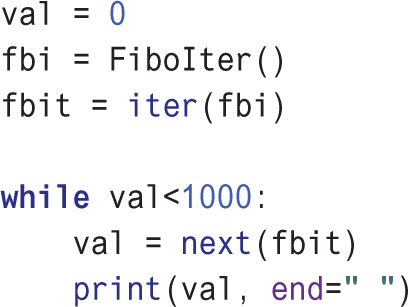 val = 0
fbi = FiboIter()
fbit = iter(fbi)

while val<1000:
    val = next(fbit)
    print(val, end=" ")